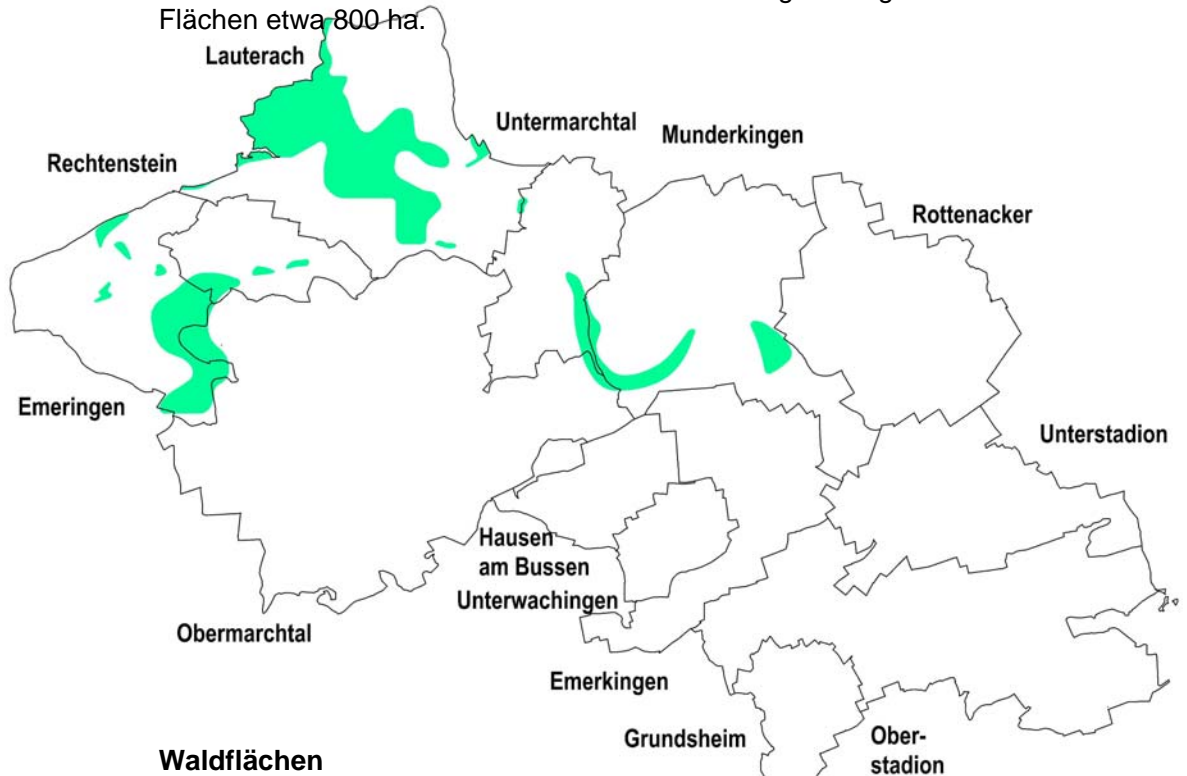 Flächen etwa 800 ha.
Lauterach
Untermarchtal
Munderkingen
Rechtenstein
Rottenacker
Emeringen
Unterstadion
Hausen
am Bussen
Unterwachingen
Obermarchtal
Emerkingen
Grundsheim
Ober-
stadion
Waldflächen